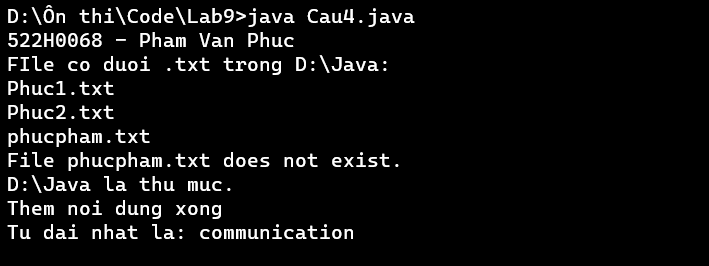 D:\Ôn thi\Code\Lab9>java Cau4.java
522H0068 - Pham Van Phuc
FIle co duoi .txt trong D:\Java:
Phuc1.txt
Phuc2.txt
phucpham.txt
File phucpham.txt does not exist.
D:\Java la thu muc.
Them noi dung xong
Tu dai nhat la: communication